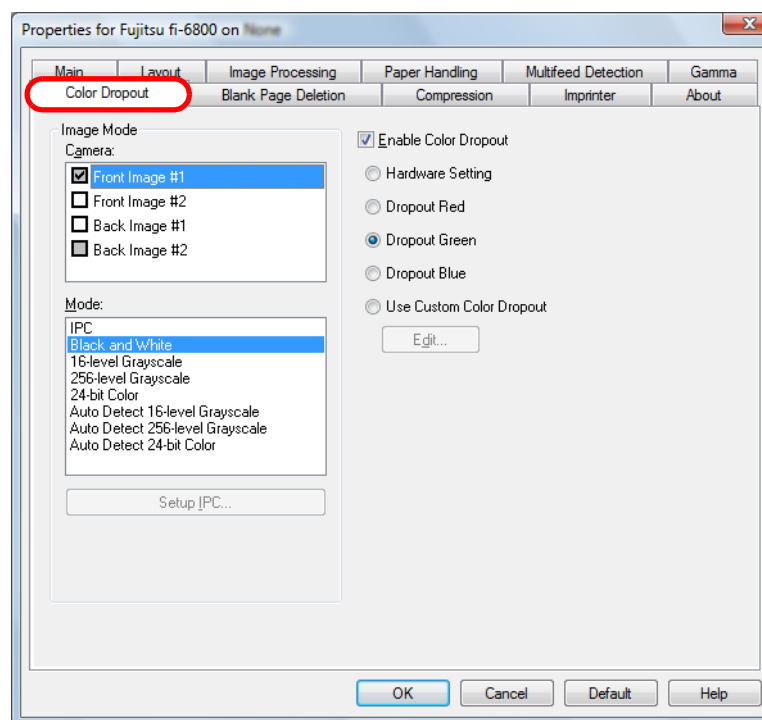 Properties for Fujitsu fi-6800 on None
Main Layout Image Processing Paper Handling Multifeed Detection Gamma
Color Dropout Blank Page Deletion Compression Imprinter About
Image Mode
Camera:
Front Image #1
Front Image #2
Back Image #1
Back Image #2
Mode:
IPC
Black and White
16-level Grayscale
256-level Grayscale
24-bit Color
Auto Detect 16-level Grayscale
Auto Detect 256-level Grayscale
Auto Detect 24-bit Color
Setup IPC...
Enable Color Dropout
Hardware Setting
Dropout Red
Dropout Green
Dropout Blue
Use Custom Color Dropout
Edit...
OK Cancel Default Help